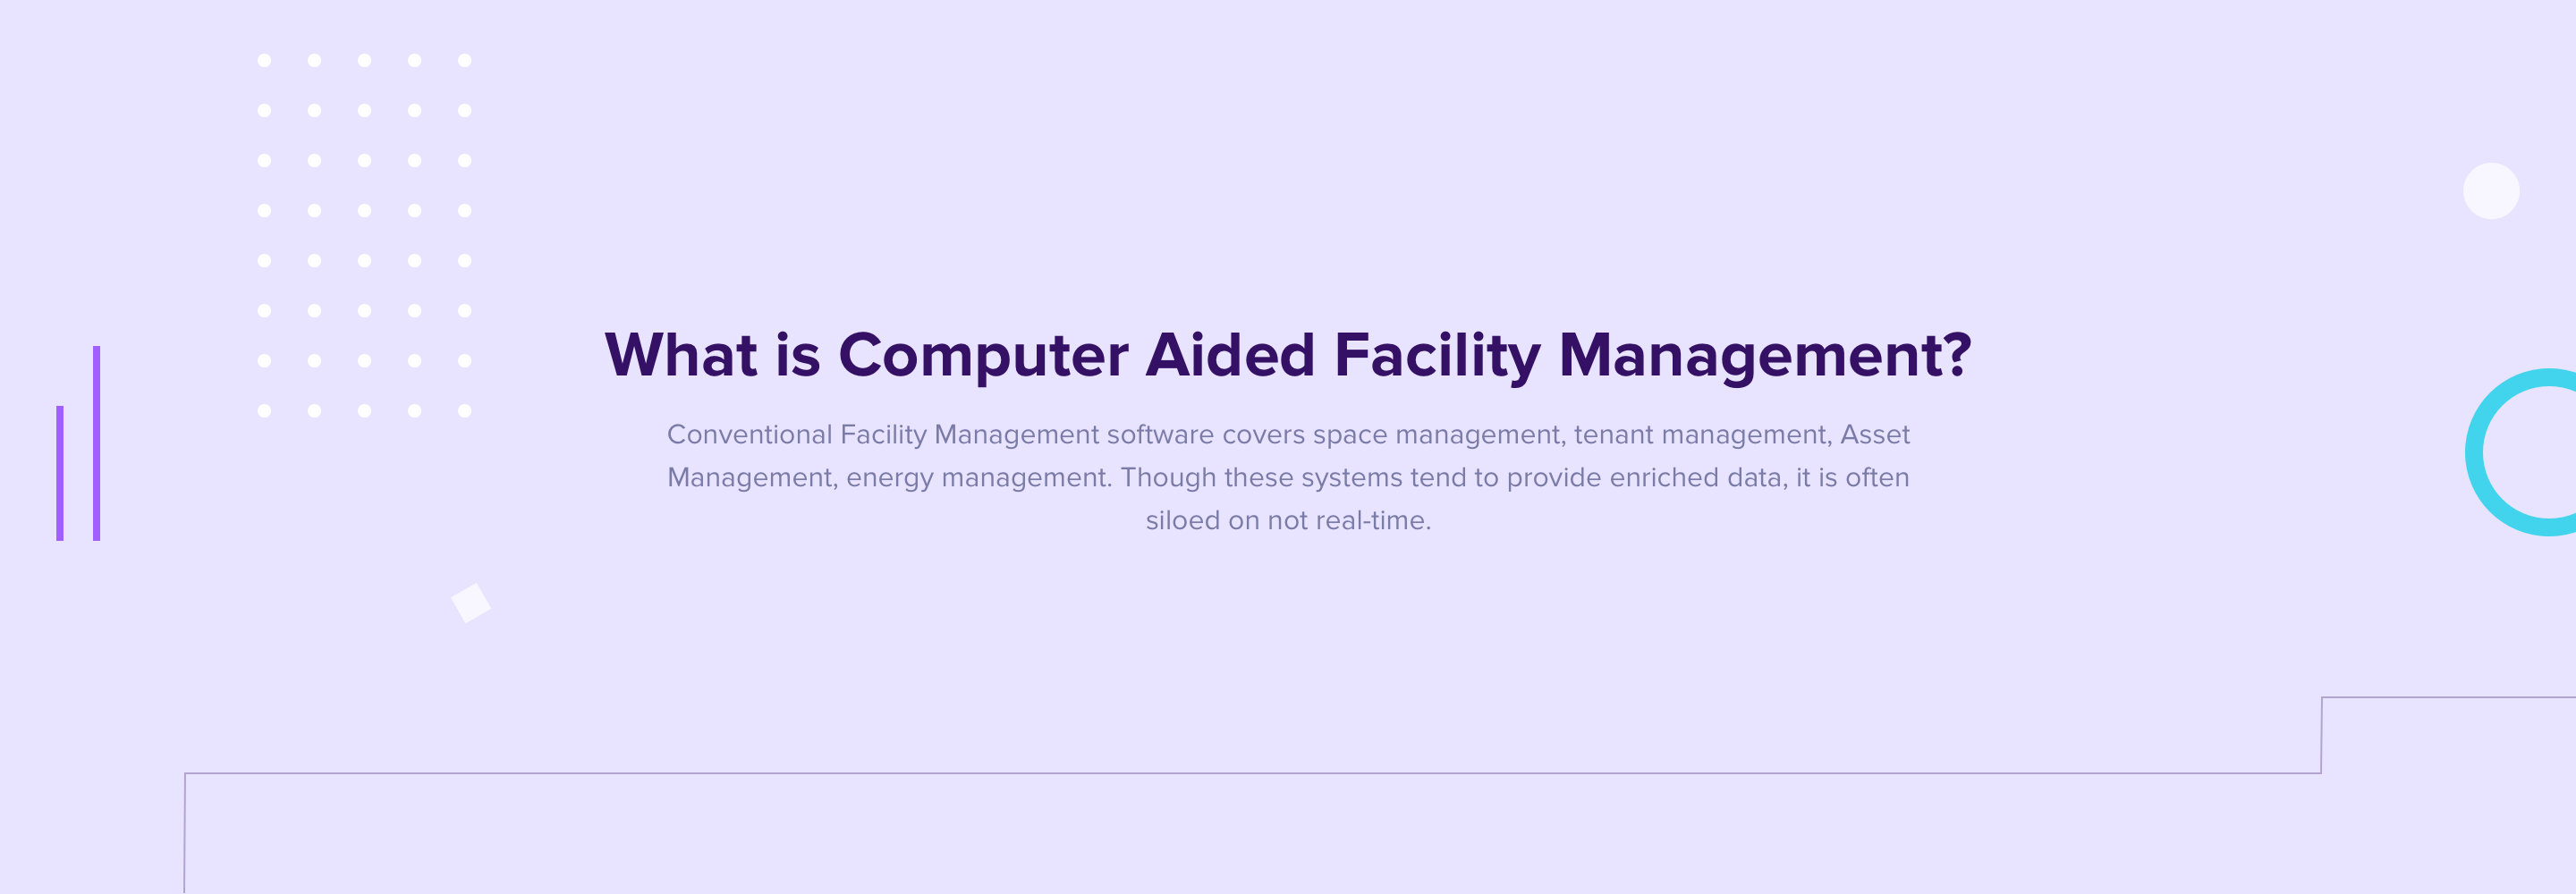 What is Computer Aided Facility Management?
Conventional Facility Management software covers space management, tenant management, Asset
Management, energy management. Though these systems tend to provide enriched data, it is often
siloed on not real-time.